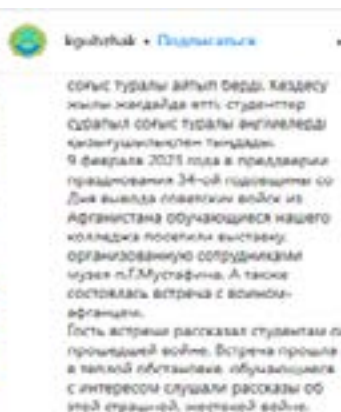 kguhzhak • Подписаться
соғыс туралы айтып берді. Кездесу
жылы жағдайда өтті, студенттер
сұрапыл соғыс туралы әңгімелерді
қызығушылықпен тыңдады.
9 февраля 2023 года в преддверии
празднования 34-ой годовщины со
Дня вывода советских войск из
Афганистана обучающиеся нашего
колледжа посетили выставку,
организованную сотрудниками
музея п.Г.Мустафина. А также
состоялась встреча с воином-
афганцем.
Гость встречи рассказал студентам о
прошедшей войне. Встреча прошла
в теплой обстановке, обучающиеся
с интересом слушали рассказы об
этой страшной, жестокой войне.